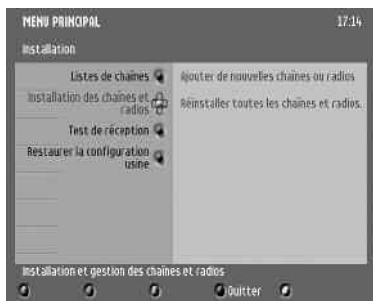 MENU PRINCIPAL 17:14
Installation
Listes de chaînes
Installation des chaînes et
radios
Test de réception
Restaurer la configuration
usine
Ajouter de nouvelles chaînes ou radios
Réinstaller toutes les chaînes et radios.
Installation et gestion des chaînes et radios
Quitter